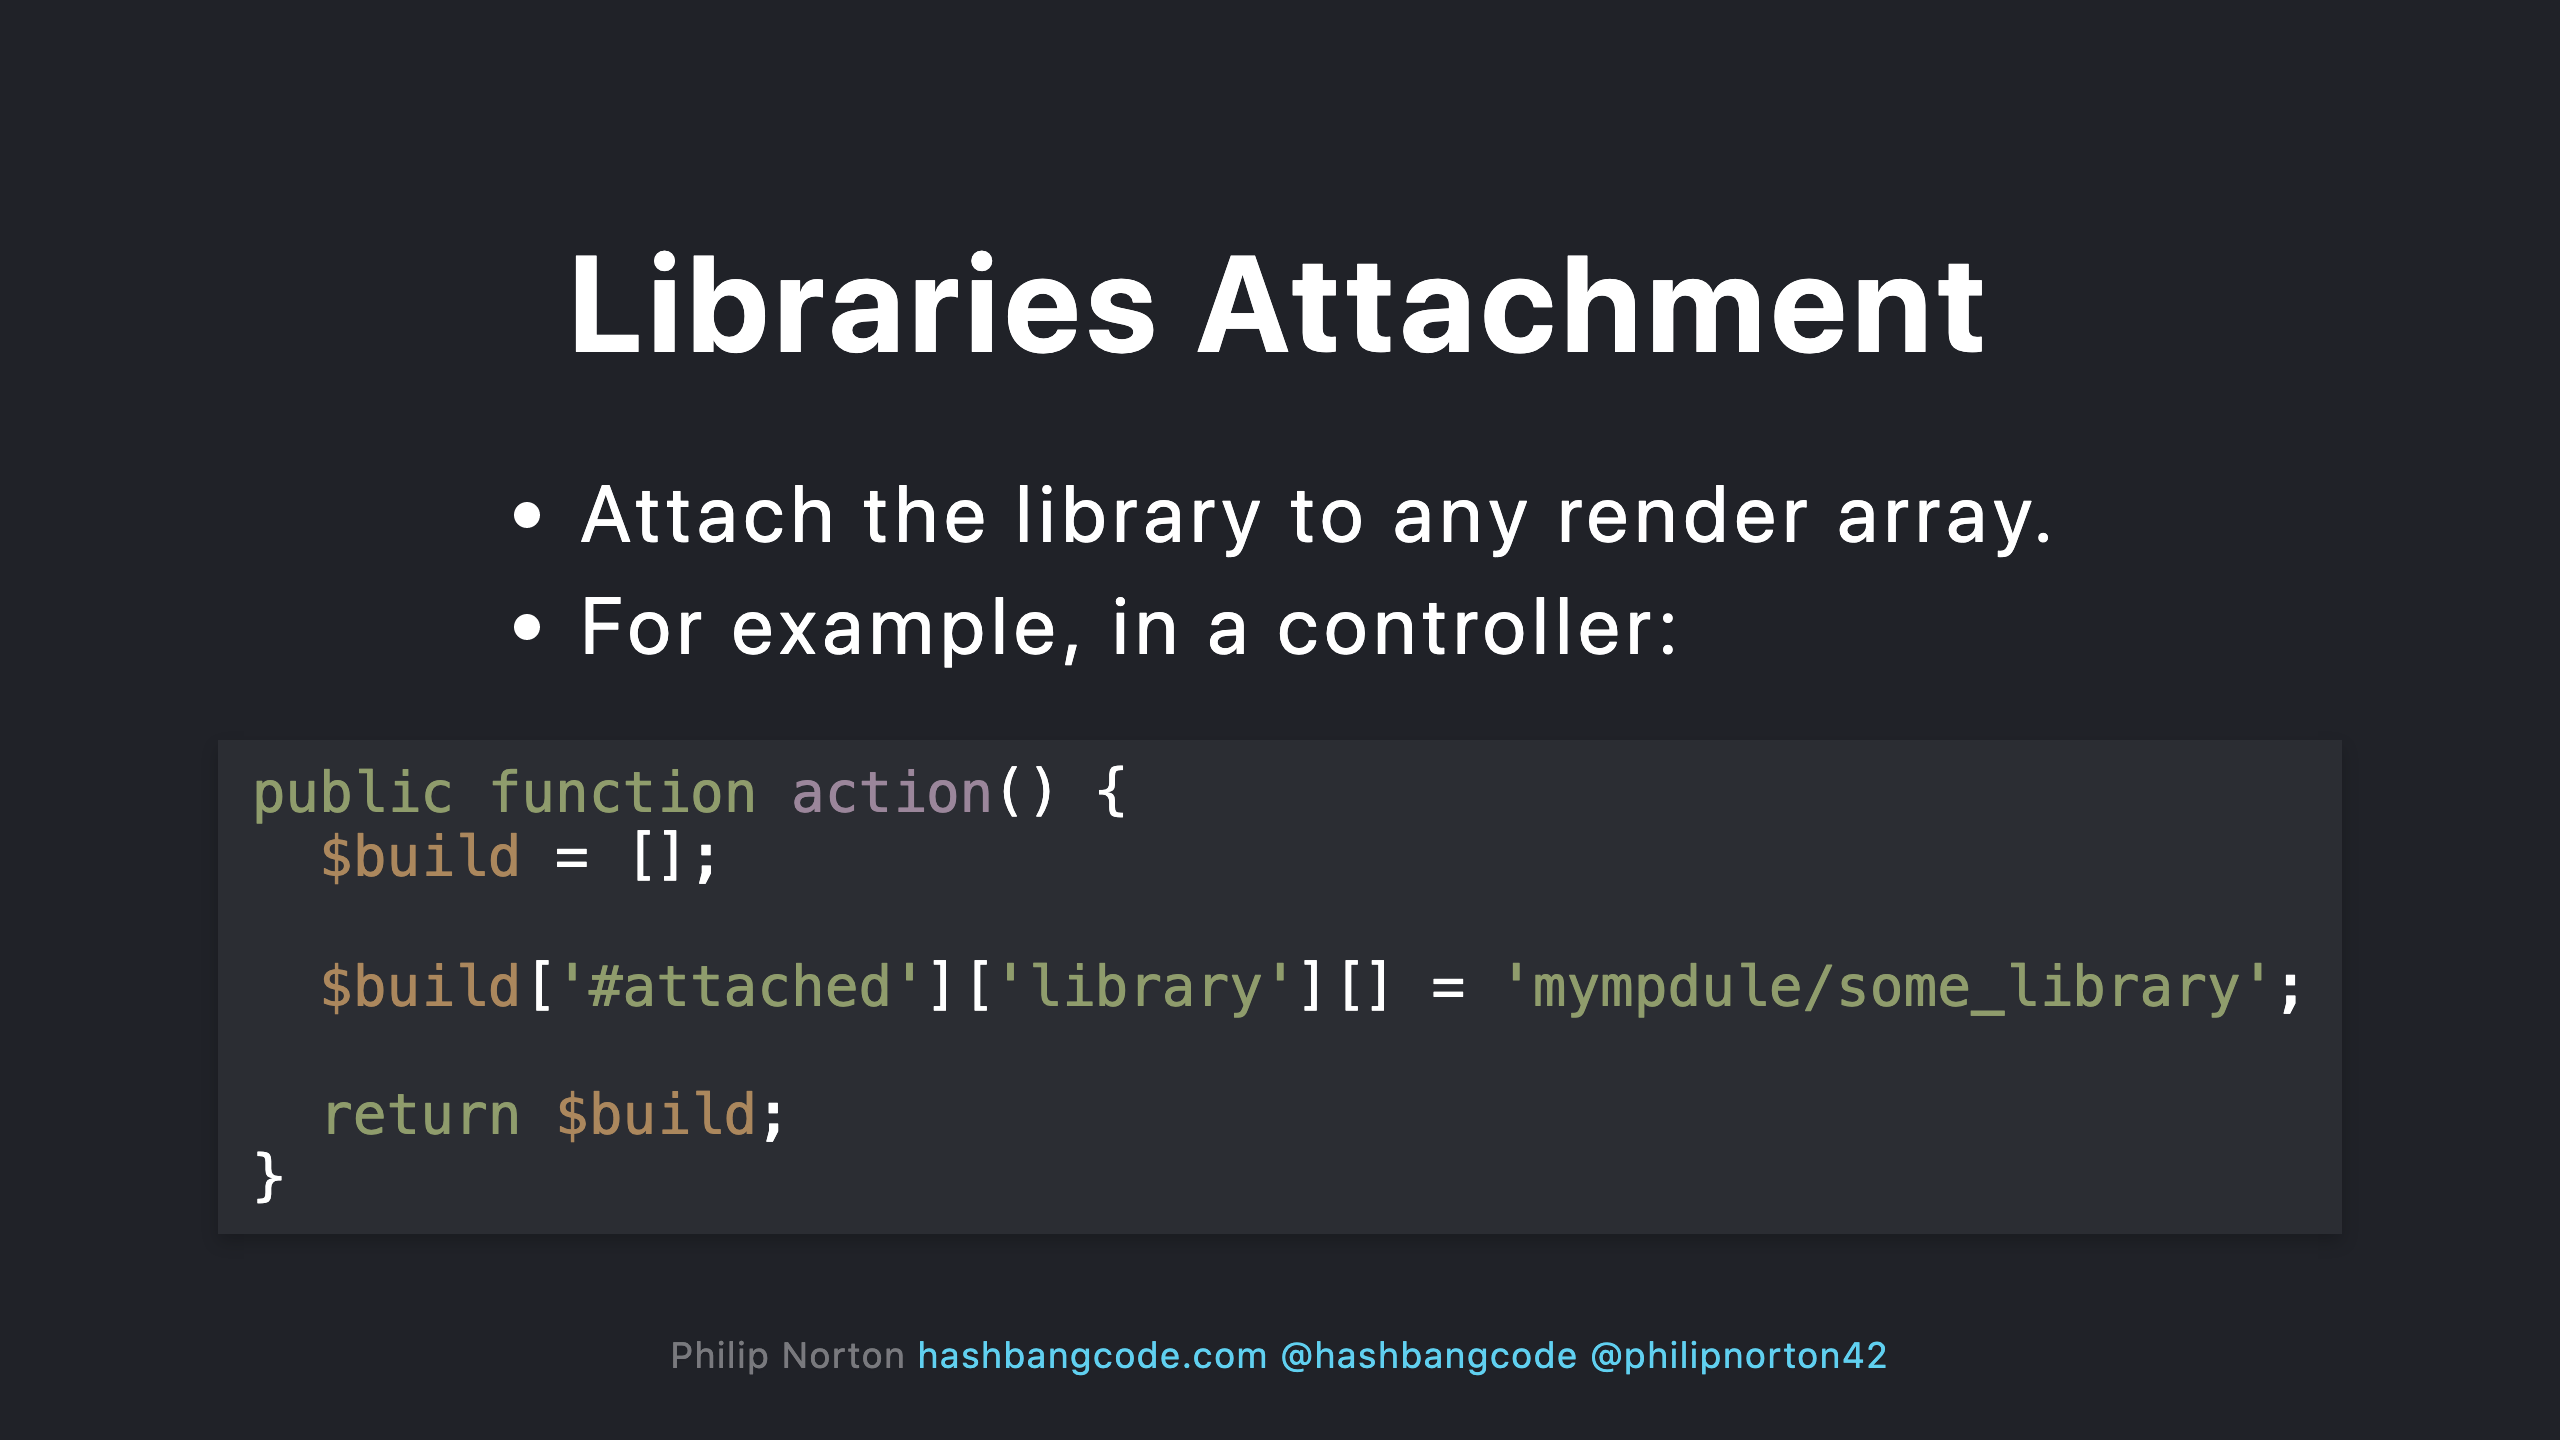 Libraries Attachment
• Attach the library to any render array.
• For example, in a controller:
public function action() {
  $build = [];
  $build['#attached']['library'][] = 'mympdule/some_library';
  return $build;
}
Philip Norton hashbangcode.com @hashbangcode @philipnorton42